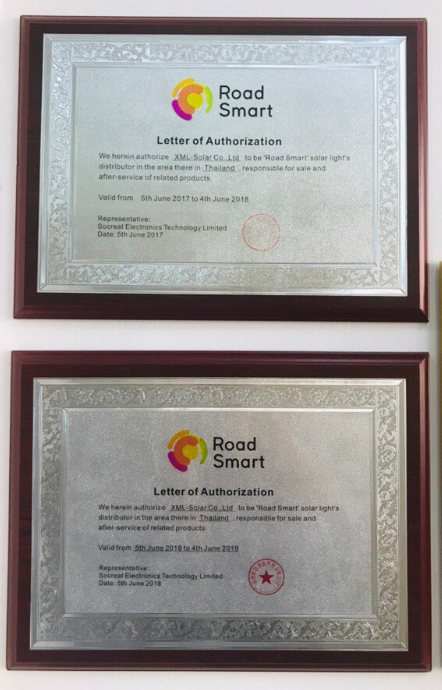 Road
Smart
Letter of Authorization
We herein authorize XML-Solar Co.,Ltd to be 'Road Smart' solar light's
distributor in the area there in Thailand , responsible for sale and
after-service of related products.
Valid from 5th June 2017 to 4th June 2018
Representative:
Socreal Electronics Technology Limited
Date: 5th June 2017
Road
Smart
Letter of Authorization
We herein authorize XML-Solar Co.,Ltd to be 'Road Smart' solar light's
distributor in the area there in Thailand , responsible for sale and
after-service of related products.
Valid from 5th June 2018 to 4th June 2019
Representative:
Socreat Electronics Technology Limited
Date: 5th June 2018